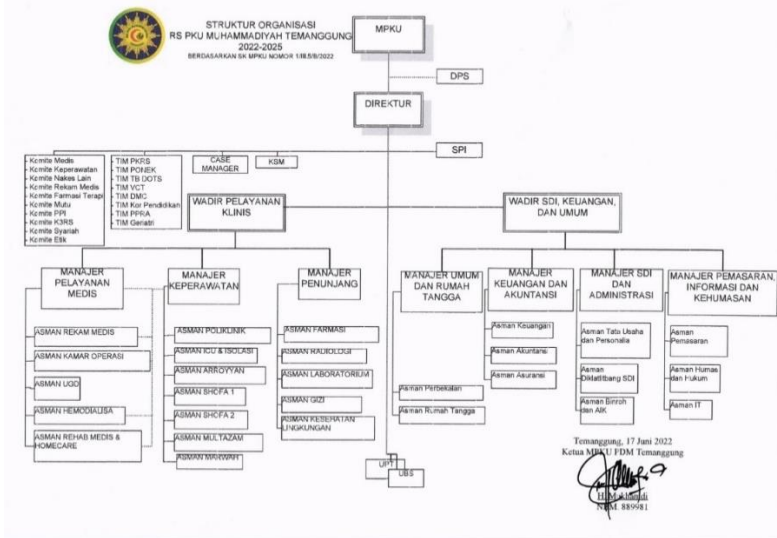 STRUKTUR ORGANISASI
RS PKU MUHAMMADIYAH TEMANGGUNG
2022-2025
BERDASARKAN SK MPKU NOMOR
MPKU
DPS
DIREKTUR
SPI
Komite Medis
Komite Keperawatan
Komite Nakes Lain
Komite Rekam Medis
Komite Farmasi Terapi
Komite Mutu
Komite PPI
Komite K3RS
Komite Syariah
Komite Etik
TIM PKRS
TIM PONEK
TIM TB DOTS
TIM VCT
TIM DMC
TIM Kor Pendidikan
TIM PPRA
TIM Geriatri
CASE
MANAGER
KSM
WADIR PELAYANAN
KLINIS
WADIR SDI, KEUANGAN,
DAN UMUM
MANAJER
PELAYANAN
MEDIS
MANAJER
KEPERAWATAN
MANAJER
PENUNJANG
MANAJER UMUM
DAN RUMAH
TANGGA
MANAJER
KEUANGAN DAN
AKUNTANSI
MANAJER SDI
DAN
ADMINISTRASI
MANAJER PEMASARAN,
INFORMASI DAN
KEHUMASAN
ASMAN REKAM MEDIS
ASMAN KAMAR OPERASI
ASMAN UGD
ASMAN HEMODIALISA
ASMAN REHAB MEDIS &
HOMECARE
ASMAN POLIKLINIK
ASMAN ICU & ISOLASI
ASMAN ARROYYAN
ASMAN SHOFA 1
ASMAN SHOFA 2
ASMAN MULTAZAM
ASMAN MARWAH
ASMAN FARMASI
ASMAN RADIOLOGI
ASMAN LABORATORIUM
ASMAN GIZI
ASMAN KESEHATAN
LINGKUNGAN
Asman Perbekalan
Asman Rumah Tangga
Asman Keuangan
Asman Akuntansi
Asman Asuransi
Asman Tata Usaha
dan Personalia
Asman
Diklatlitbang SDI
Asman Binroh
dan AIK
Asman
Pemasaran
Asman Humas
dan Hukum
Asman IT
UPT
UBS
Temanggung, 17 Juni 2022
Ketua MPKU PDM Temanggung
NBM. 889981